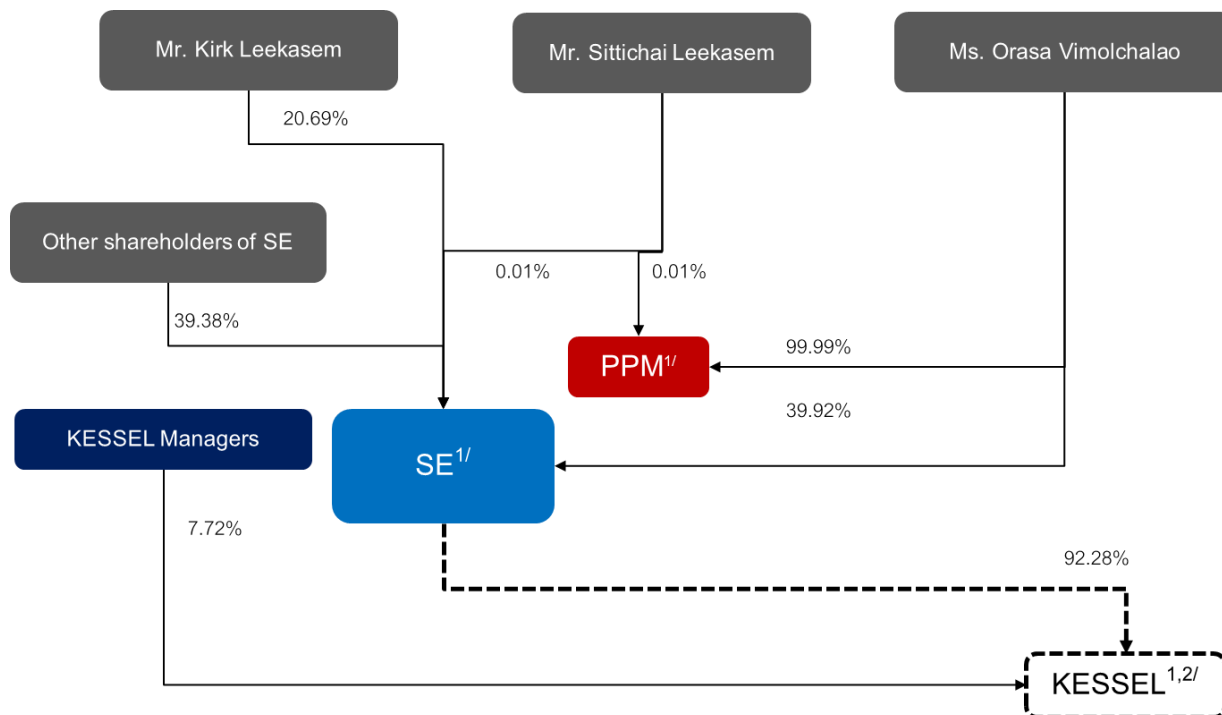 Mr. Kirk Leekasem
Mr. Sittichai Leekasem
Ms. Orasa Vimolchalao
20.69%
Other shareholders of SE
0.01%
0.01%
39.38%
PPM1/
99.99%
39.92%
KESSEL Managers
SE1/
7.72%
92.28%
KESSEL1,2/